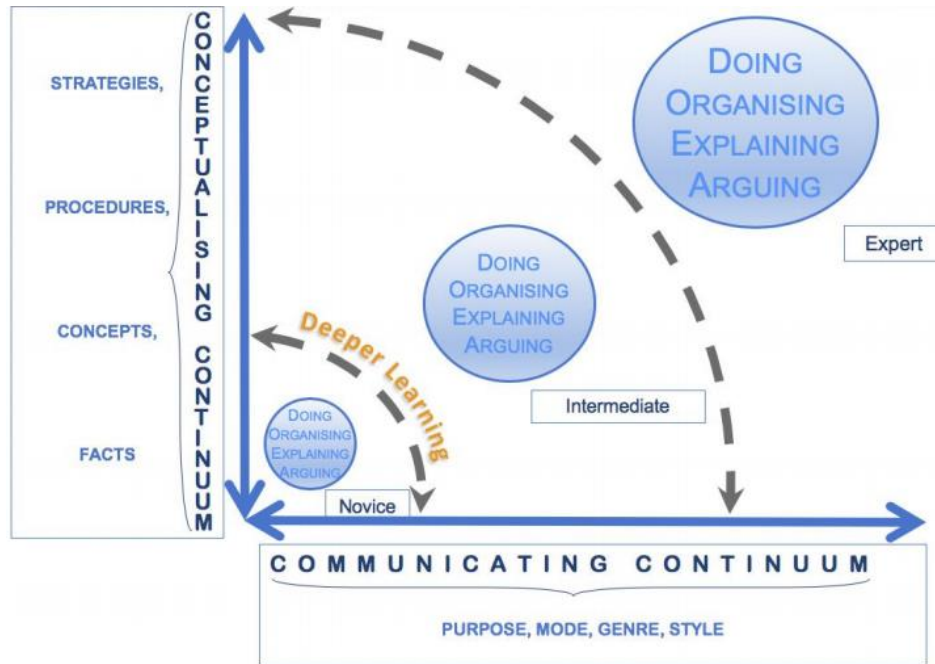 STRATEGIES,
PROCEDURES,
CONCEPTS,
FACTS
CONCEPTUALISING CONTINUUM
DOING
ORGANISING
EXPLAINING
ARGUING
Expert
DOING
ORGANISING
EXPLAINING
ARGUING
Intermediate
Deeper Learning
DOING
ORGANISING
EXPLAINING
ARGUING
Novice
COMMUNICATING CONTINUUM
PURPOSE, MODE, GENRE, STYLE